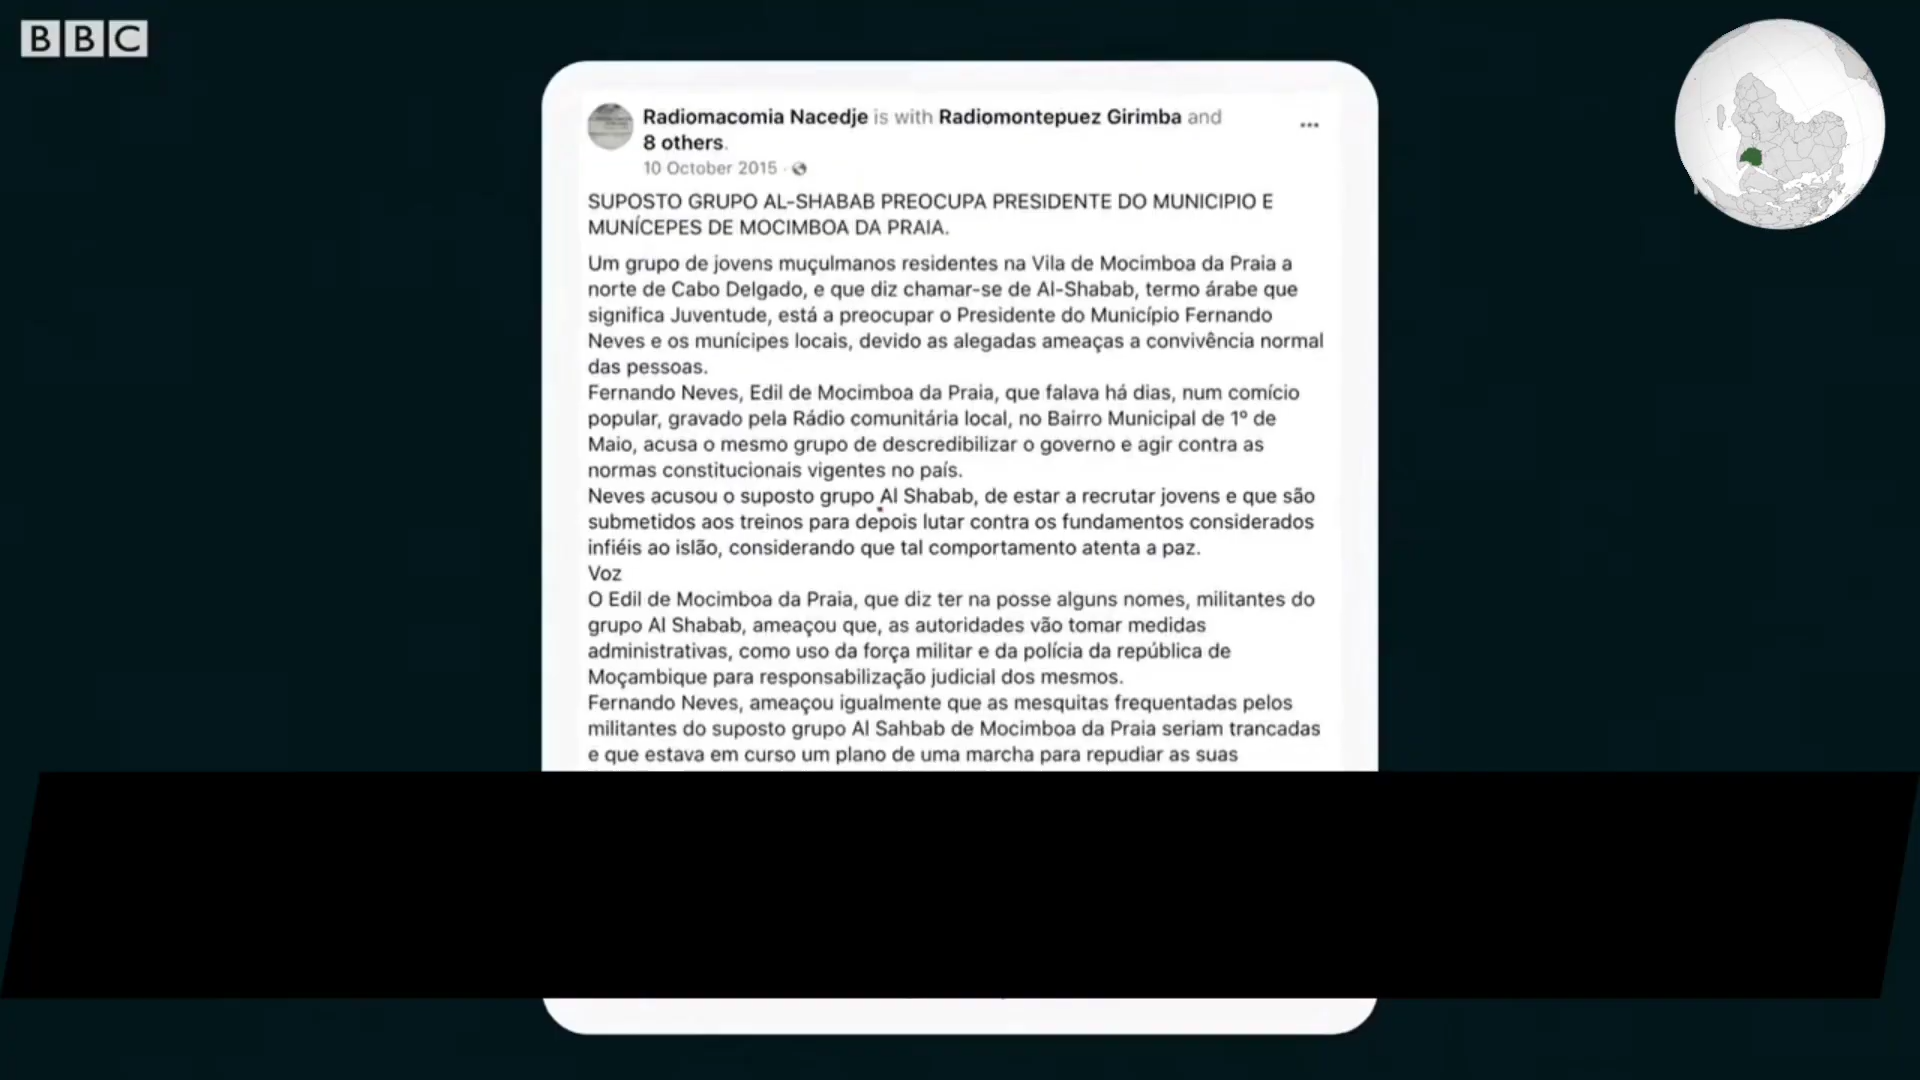 BBC
Radiomacomia Nacedje is with Radiomontepuez Girimba and
8 others.
10 October 2015 ·
SUPOSTO GRUPO AL-SHABAB PREOCUPA PRESIDENTE DO MUNICIPIO E
MUNÍCEPES DE MOCIMBOA DA PRAIA.
Um grupo de jovens muçulmanos residentes na Vila de Mocimboa da Praia a
norte de Cabo Delgado, e que diz chamar-se de Al-Shabab, termo árabe que
significa Juventude, está a preocupar o Presidente do Município Fernando
Neves e os munícipes locais, devido as alegadas ameaças a convivência normal
das pessoas.
Fernando Neves, Edil de Mocimboa da Praia, que falava há dias, num comício
popular, gravado pela Rádio comunitária local, no Bairro Municipal de 1º de
Maio, acusa o mesmo grupo de descredibilizar o governo e agir contra as
normas constitucionais vigentes no país.
Neves acusou o suposto grupo Al Shabab, de estar a recrutar jovens e que são
submetidos aos treinos para depois lutar contra os fundamentos considerados
infiéis ao islão, considerando que tal comportamento atenta a paz.
Voz
O Edil de Mocimboa da Praia, que diz ter na posse alguns nomes, militantes do
grupo Al Shabab, ameaçou que, as autoridades vão tomar medidas
administrativas, como uso da força militar e da polícia da república de
Moçambique para responsabilização judicial dos mesmos.
Fernando Neves, ameaçou igualmente que as mesquitas frequentadas pelos
militantes do suposto grupo Al Sahbab de Mocimboa da Praia seriam trancadas
e que estava em curso um plano de uma marcha para repudiar as suas